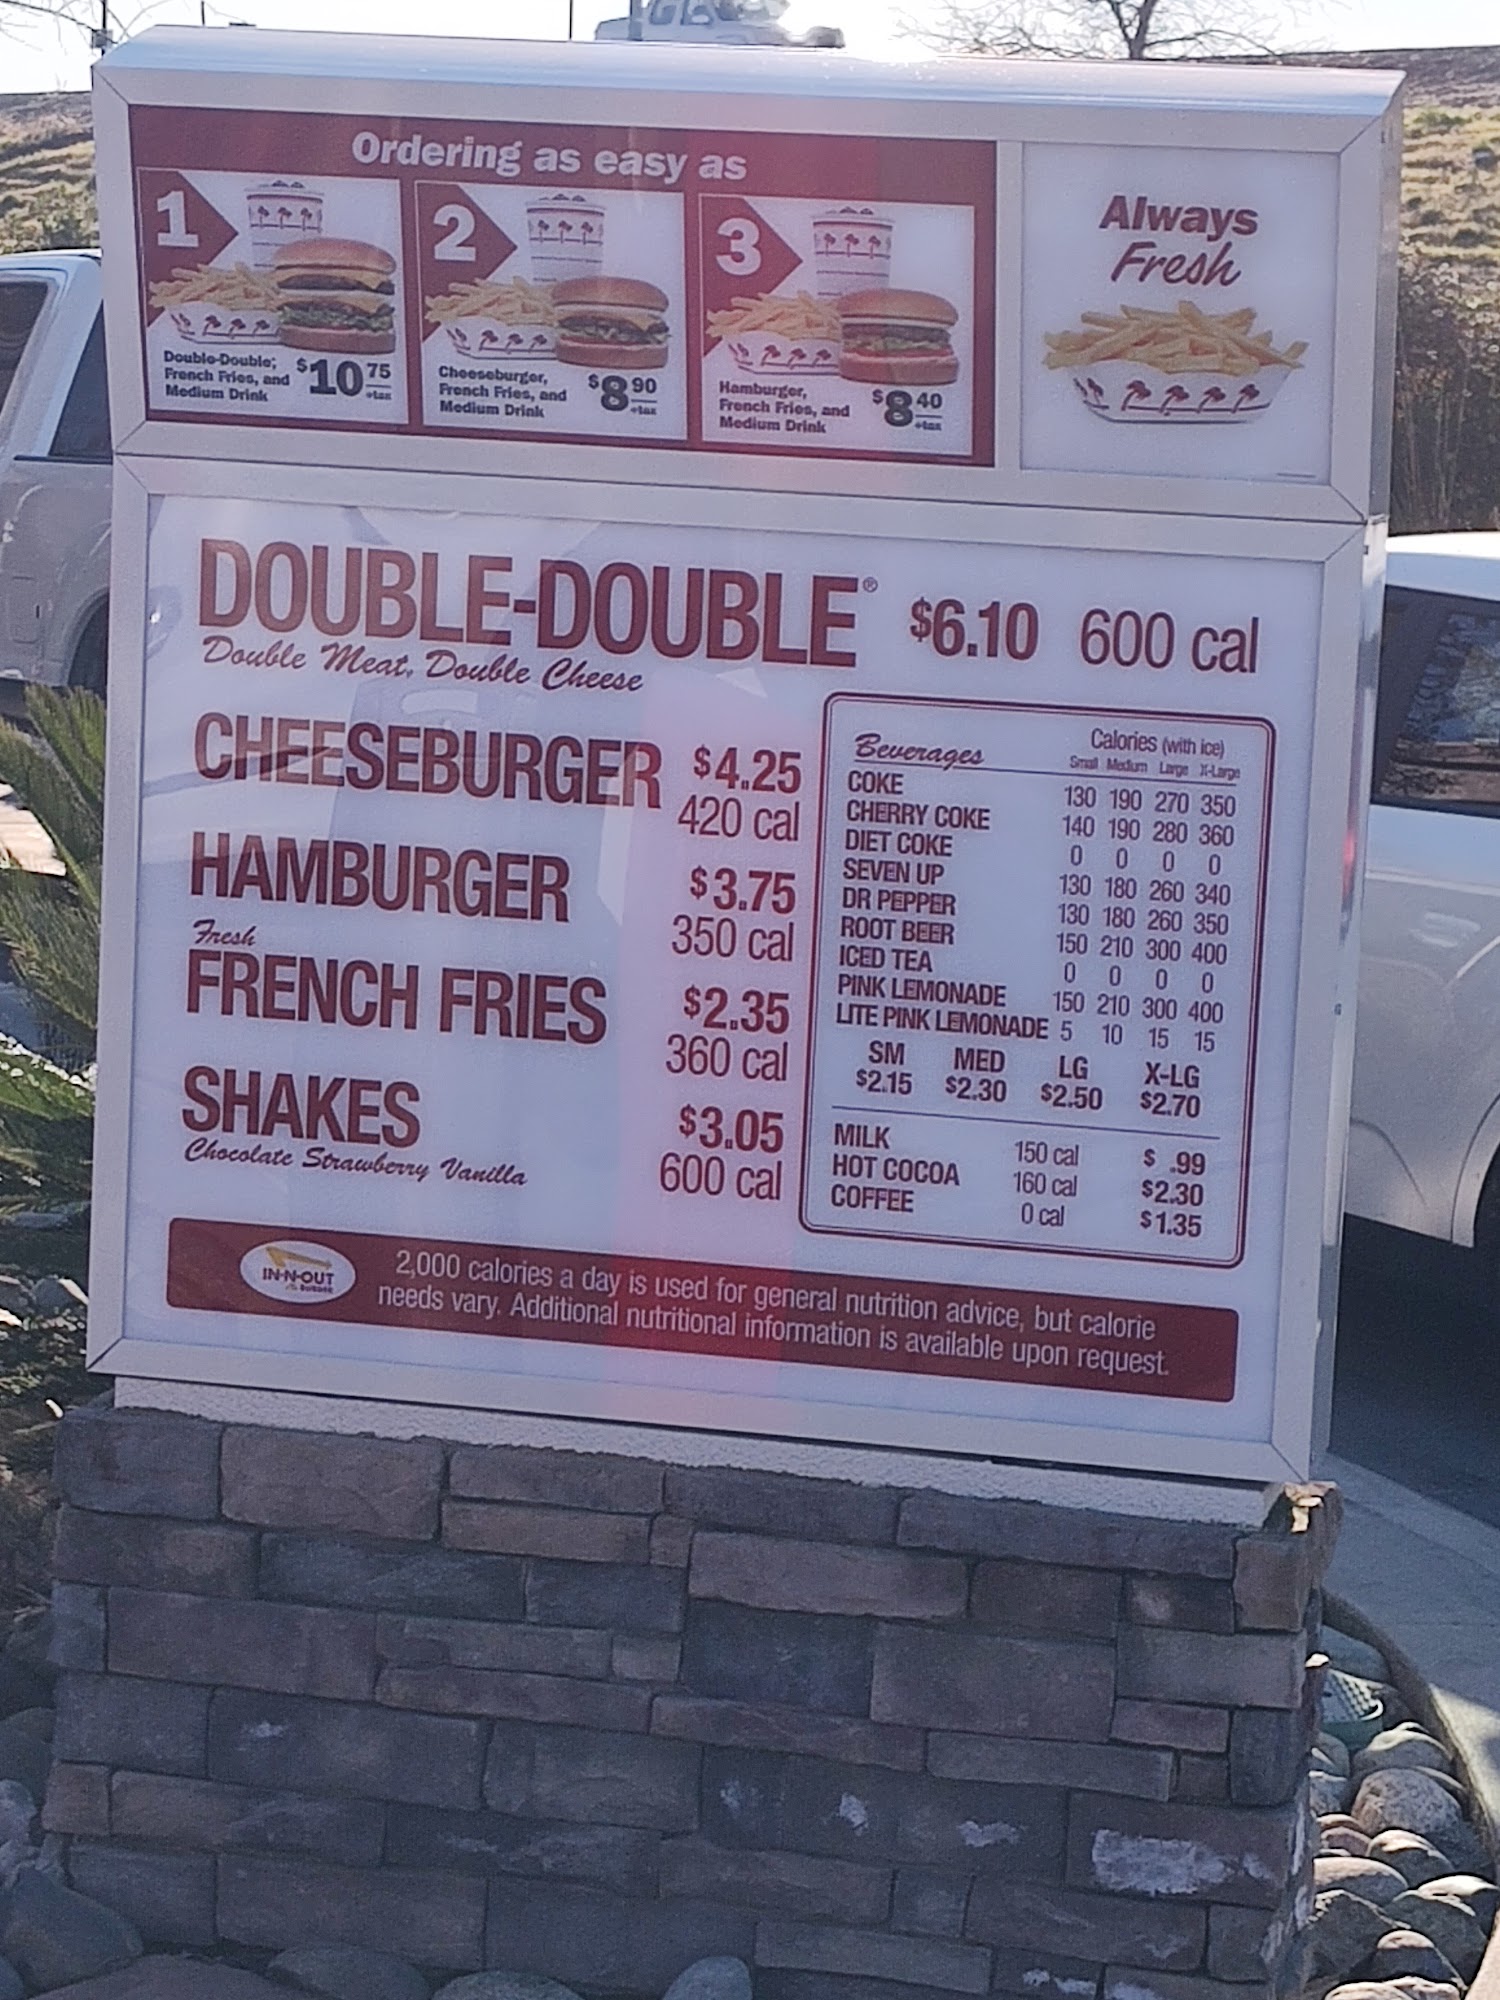 Ordering as easy as
1
Double-Double,
French Fries, and
Medium Drink
$10 75
+tax
2
Cheeseburger,
French Fries, and
Medium Drink
$8 90
+tax
3
Hamburger,
French Fries, and
Medium Drink
$8 40
+tax
Always
Fresh
DOUBLE-DOUBLE® $6.10 600 cal
Double Meat, Double Cheese
CHEESEBURGER $4.25
420 cal
HAMBURGER $3.75
350 cal
Fresh
FRENCH FRIES $2.35
360 cal
SHAKES $3.05
Chocolate Strawberry Vanilla 600 cal
Beverages Calories (with ice)
Small Medium Large X-Large
COKE 130 190 270 350
CHERRY COKE 140 190 280 360
DIET COKE 0 0 0 0
SEVEN UP 130 180 260 340
DR PEPPER 130 180 260 350
ROOT BEER 150 210 300 400
ICED TEA 0 0 0 0
PINK LEMONADE 150 210 300 400
LITE PINK LEMONADE 5 10 15 15
SM MED LG X-LG
$2.15 $2.30 $2.50 $2.70
MILK 150 cal $ .99
HOT COCOA 160 cal $2.30
COFFEE 0 cal $1.35
IN-N-OUT
BURGER
2,000 calories a day is used for general nutrition advice, but calorie
needs vary. Additional nutritional information is available upon request.